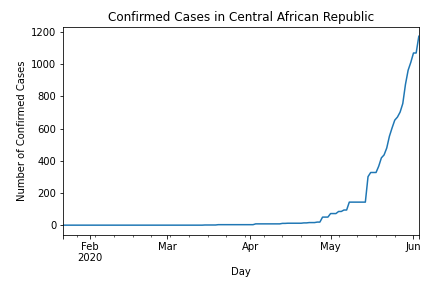 Confirmed Cases in Central African Republic
1200
1000
800
600
400
200
0
Number of Confirmed Cases
Feb
2020
Mar
Apr
May
Jun
Day